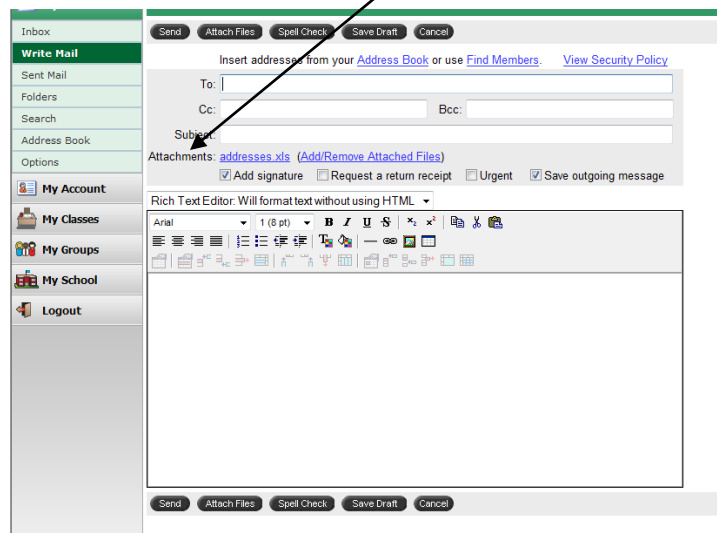 Inbox
Write Mail
Sent Mail
Folders
Search
Address Book
Options
My Account
My Classes
My Groups
My School
Logout
Send Attach Files Spell Check Save Draft Cancel
Insert addresses from your Address Book or use Find Members. View Security Policy
To:
Cc: Bcc:
Subject:
Attachments: addresses.xls (Add/Remove Attached Files)
Add signature Request a return receipt Urgent Save outgoing message
Rich Text Editor: Will format text without using HTML
Arial 1 (8 pt) B I U S x₂ x²
Send Attach Files Spell Check Save Draft Cancel